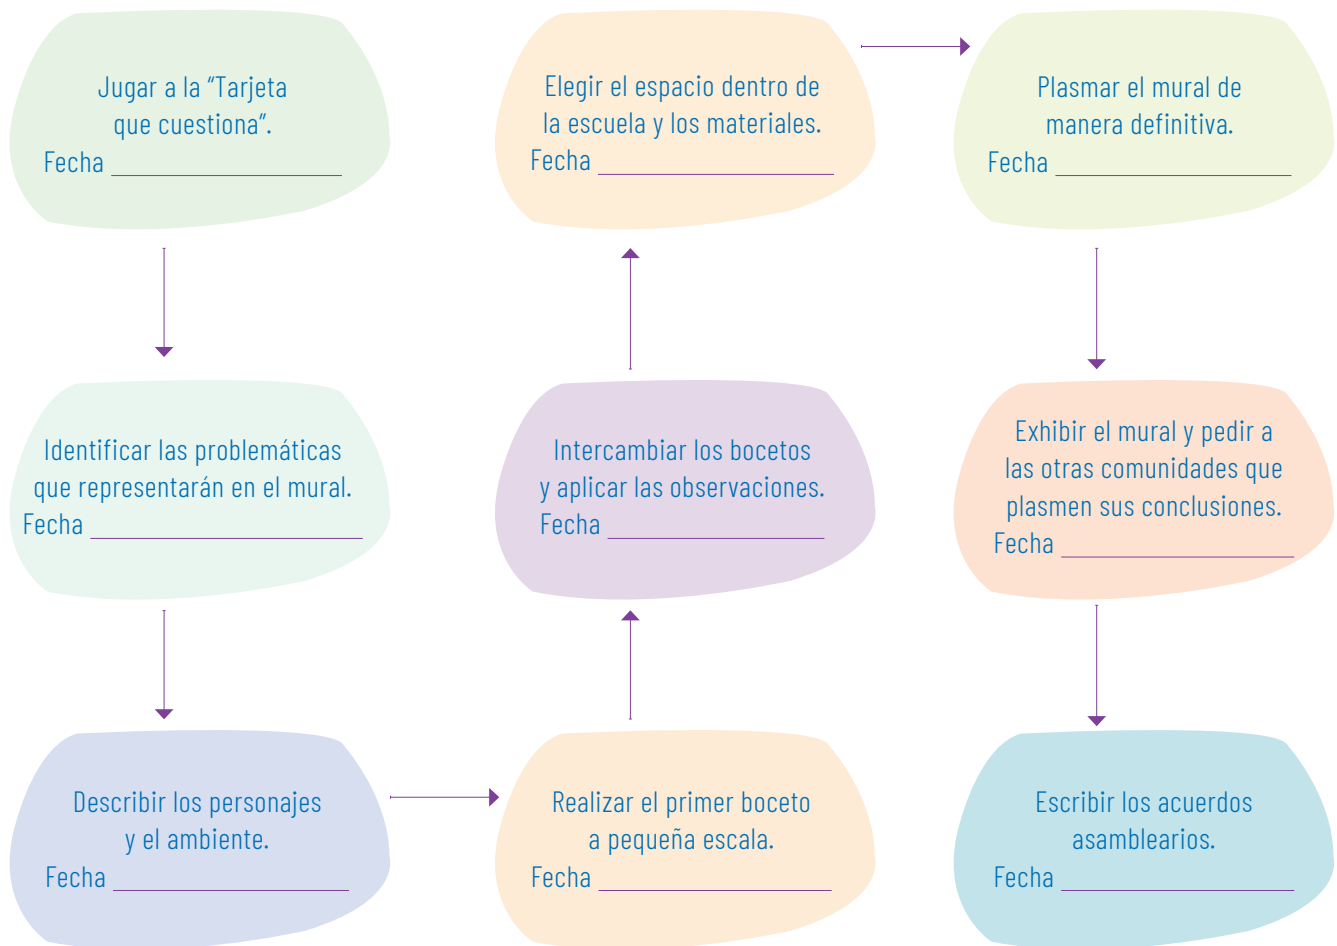 Jugar a la “Tarjeta
que cuestiona”.
Fecha
Identificar las problemáticas
que representarán en el mural.
Fecha
Describir los personajes
y el ambiente.
Fecha
Realizar el primer boceto
a pequeña escala.
Fecha
Intercambiar los bocetos
y aplicar las observaciones.
Fecha
Elegir el espacio dentro de
la escuela y los materiales.
Fecha
Plasmar el mural de
manera definitiva.
Fecha
Exhibir el mural y pedir a
las otras comunidades que
plasmen sus conclusiones.
Fecha
Escribir los acuerdos
asamblearios.
Fecha